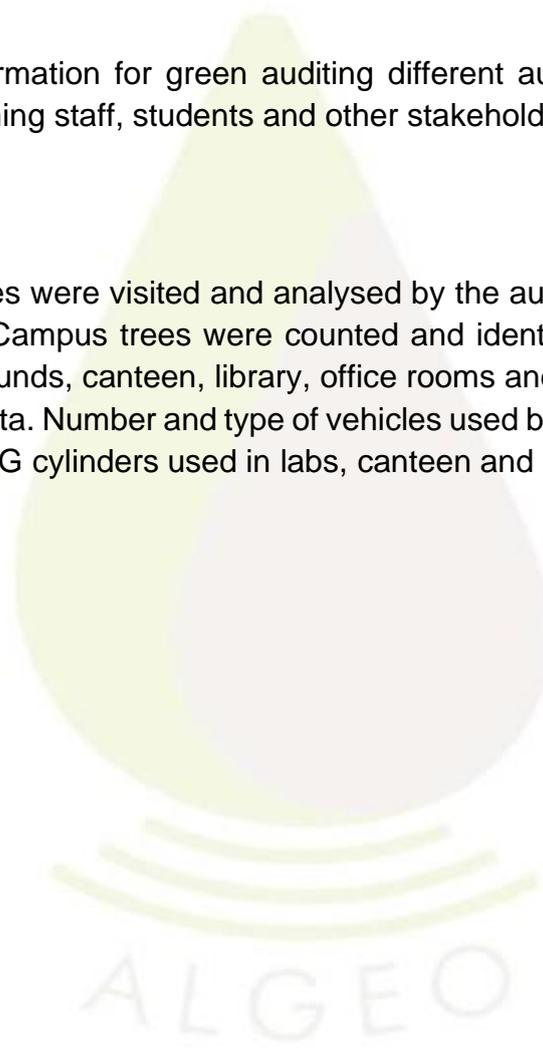 rmation for green auditing different au
ning staff, students and other stakehold
es were visited and analysed by the au
Campus trees were counted and ident
unds, canteen, library, office rooms and
ta. Number and type of vehicles used b
G cylinders used in labs, canteen and
ALGEO